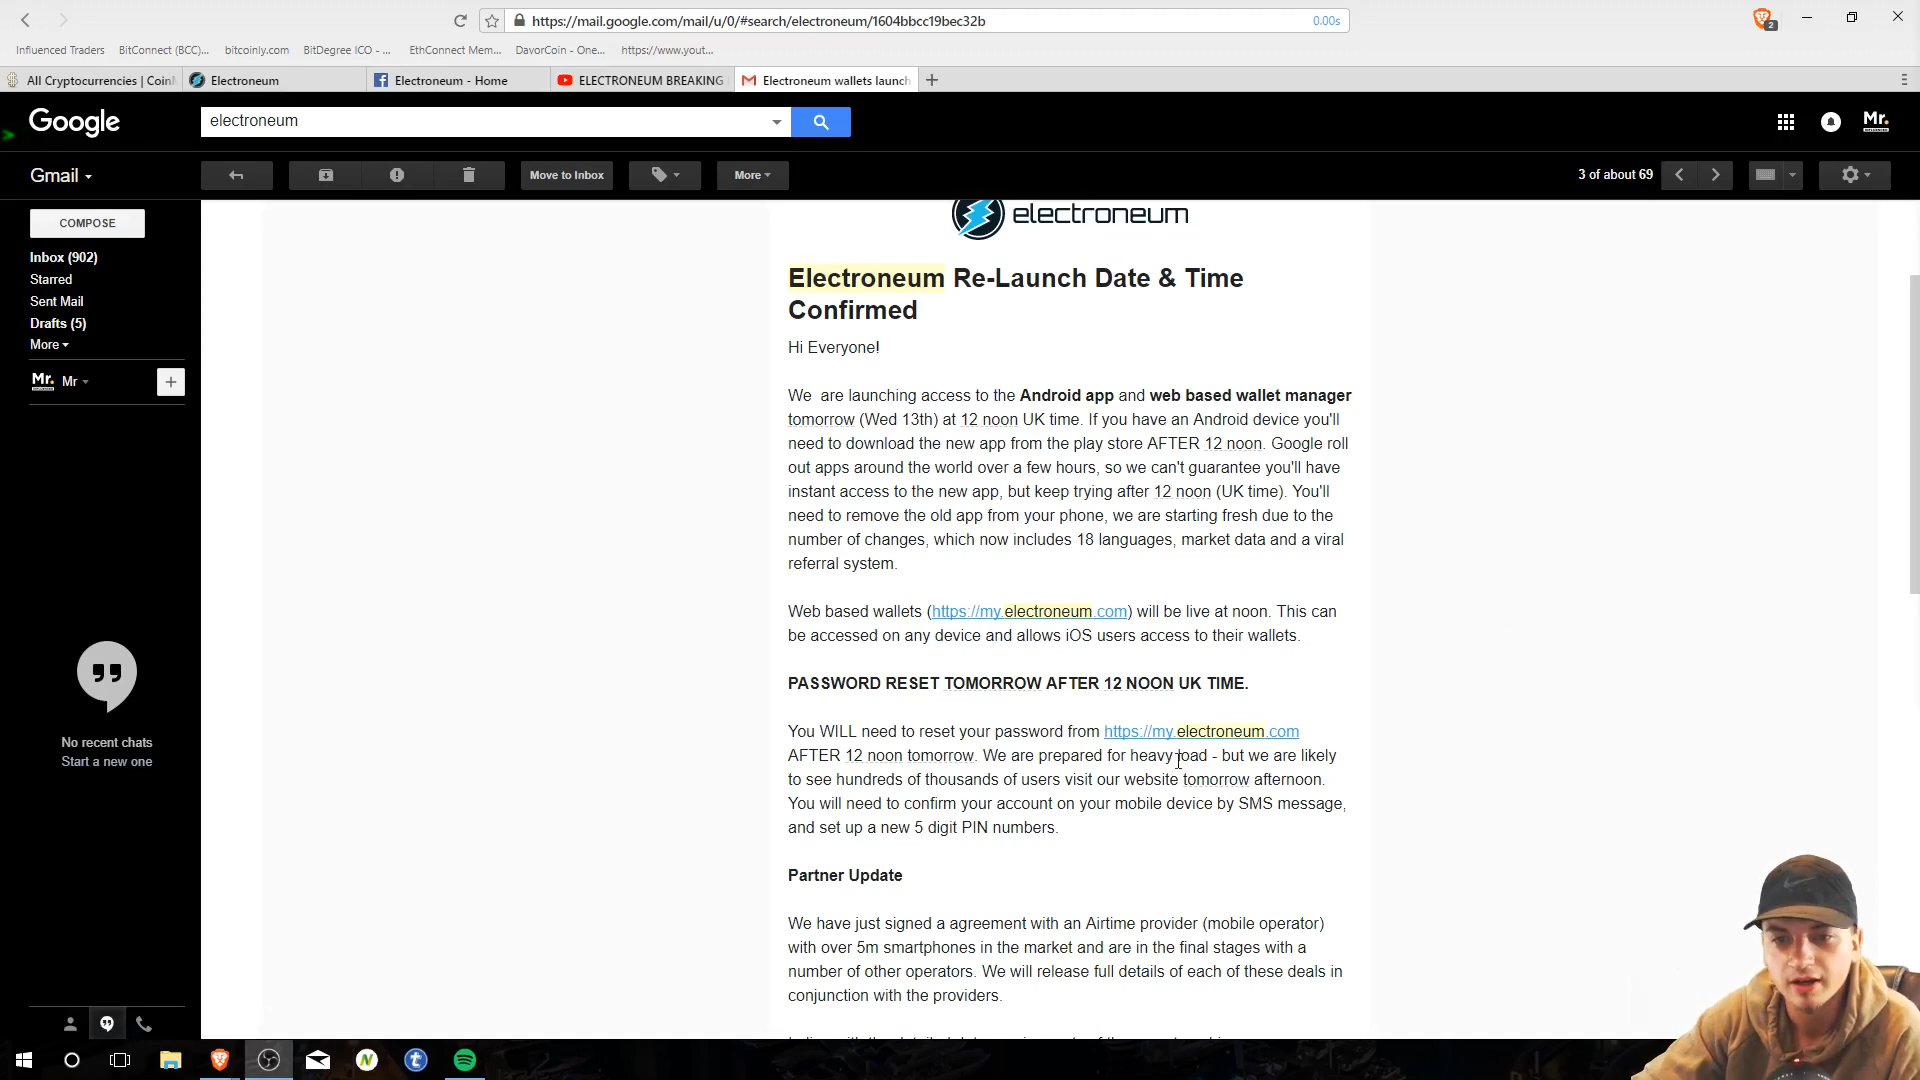 https://mail.google.com/mail/u/0/#search/electroneum/1604bbcc19bec32b
0.00s
2
Influenced Traders
BitConnect (BCC)...
bitcoinly.com
BitDegree ICO - ...
EthConnect Mem...
DavorCoin - One...
https://www.yout...
All Cryptocurrencies | Coin
Electroneum
Electroneum - Home
ELECTRONEUM BREAKING
Electroneum wallets launch
Google
electroneum
Mr.
Gmail
Move to Inbox
More
3 of about 69
COMPOSE
Inbox (902)
Starred
Sent Mail
Drafts (5)
More
Mr.
Mr
No recent chats
Start a new one
electroneum
Electroneum Re-Launch Date & Time
Confirmed
Hi Everyone!
We are launching access to the Android app and web based wallet manager
tomorrow (Wed 13th) at 12 noon UK time. If you have an Android device you'll
need to download the new app from the play store AFTER 12 noon. Google roll
out apps around the world over a few hours, so we can't guarantee you'll have
instant access to the new app, but keep trying after 12 noon (UK time). You'll
need to remove the old app from your phone, we are starting fresh due to the
number of changes, which now includes 18 languages, market data and a viral
referral system.
Web based wallets (https://my.electroneum.com) will be live at noon. This can
be accessed on any device and allows iOS users access to their wallets.
PASSWORD RESET TOMORROW AFTER 12 NOON UK TIME.
You WILL need to reset your password from https://my.electroneum.com
AFTER 12 noon tomorrow. We are prepared for heavy load - but we are likely
to see hundreds of thousands of users visit our website tomorrow afternoon.
You will need to confirm your account on your mobile device by SMS message,
and set up a new 5 digit PIN numbers.
Partner Update
We have just signed a agreement with an Airtime provider (mobile operator)
with over 5m smartphones in the market and are in the final stages with a
number of other operators. We will release full details of each of these deals in
conjunction with the providers.